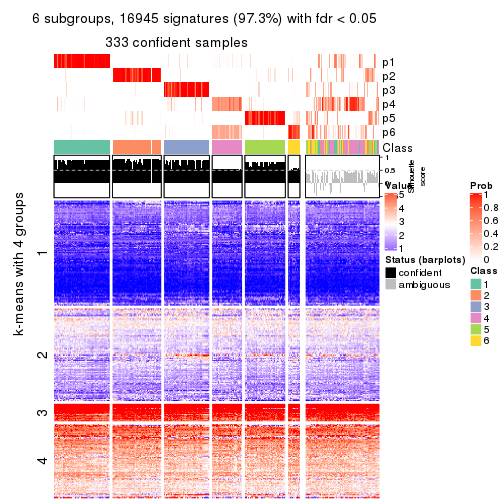 6 subgroups, 16945 signatures (97.3%) with fdr < 0.05
333 confident samples
p1
p2
p3
p4
p5
p6
Class
1
0.5
0
Silhouette
score
k-means with 4 groups
1
2
3
4
Value
5
4
3
2
1
Status (barplots)
confident
ambiguous
Prob
1
0.8
0.6
0.4
0.2
0
Class
1
2
3
4
5
6